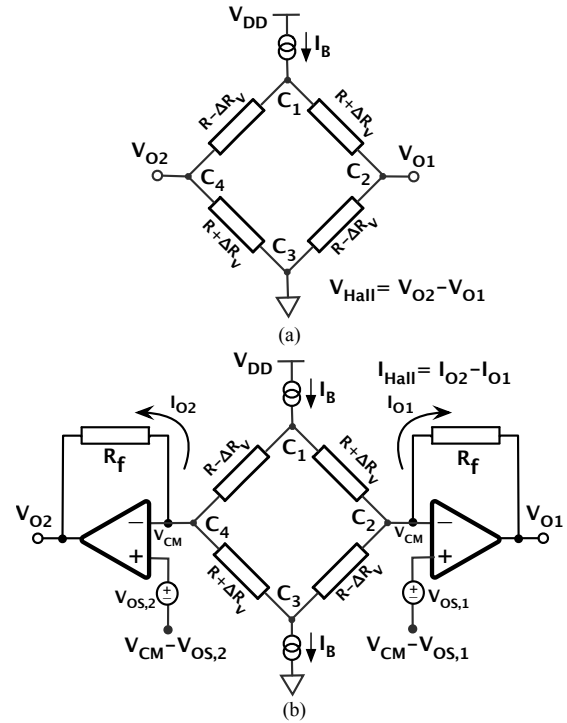 V_DD
I_B
R−ΔR_v
R+ΔR_v
C_1
V_O2
V_O1
C_4
C_2
R+ΔR_v
R−ΔR_v
C_3
V_Hall= V_O2−V_O1
(a)
V_DD
I_B
I_Hall= I_O2−I_O1
I_O2
I_O1
R_f
R_f
R−ΔR_v
R+ΔR_v
C_1
V_O2
V_O1
−
−
V_CM
V_CM
C_4
C_2
+
+
R+ΔR_v
R−ΔR_v
C_3
V_OS,2
V_OS,1
I_B
V_CM−V_OS,2
V_CM−V_OS,1
(b)